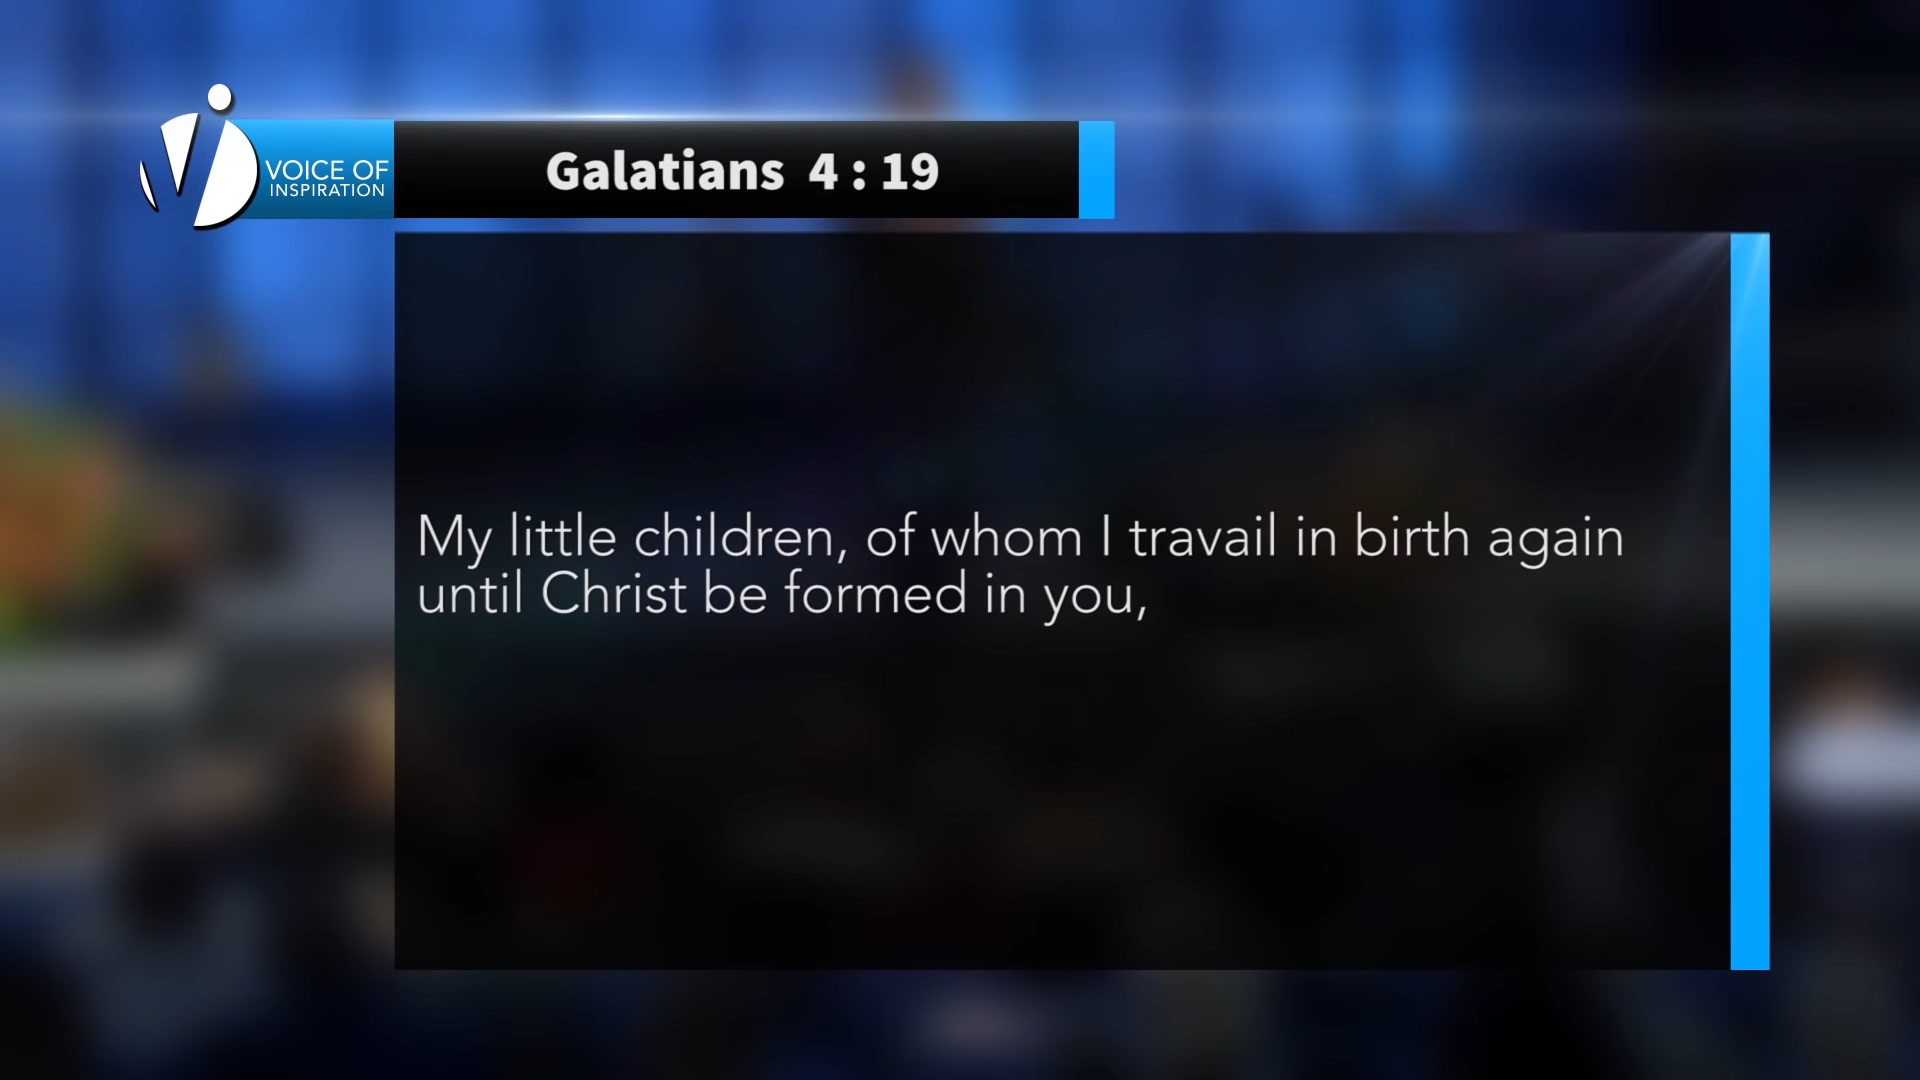 VOICE OF
INSPIRATION
Galatians 4 : 19
My little children, of whom I travail in birth again
until Christ be formed in you,